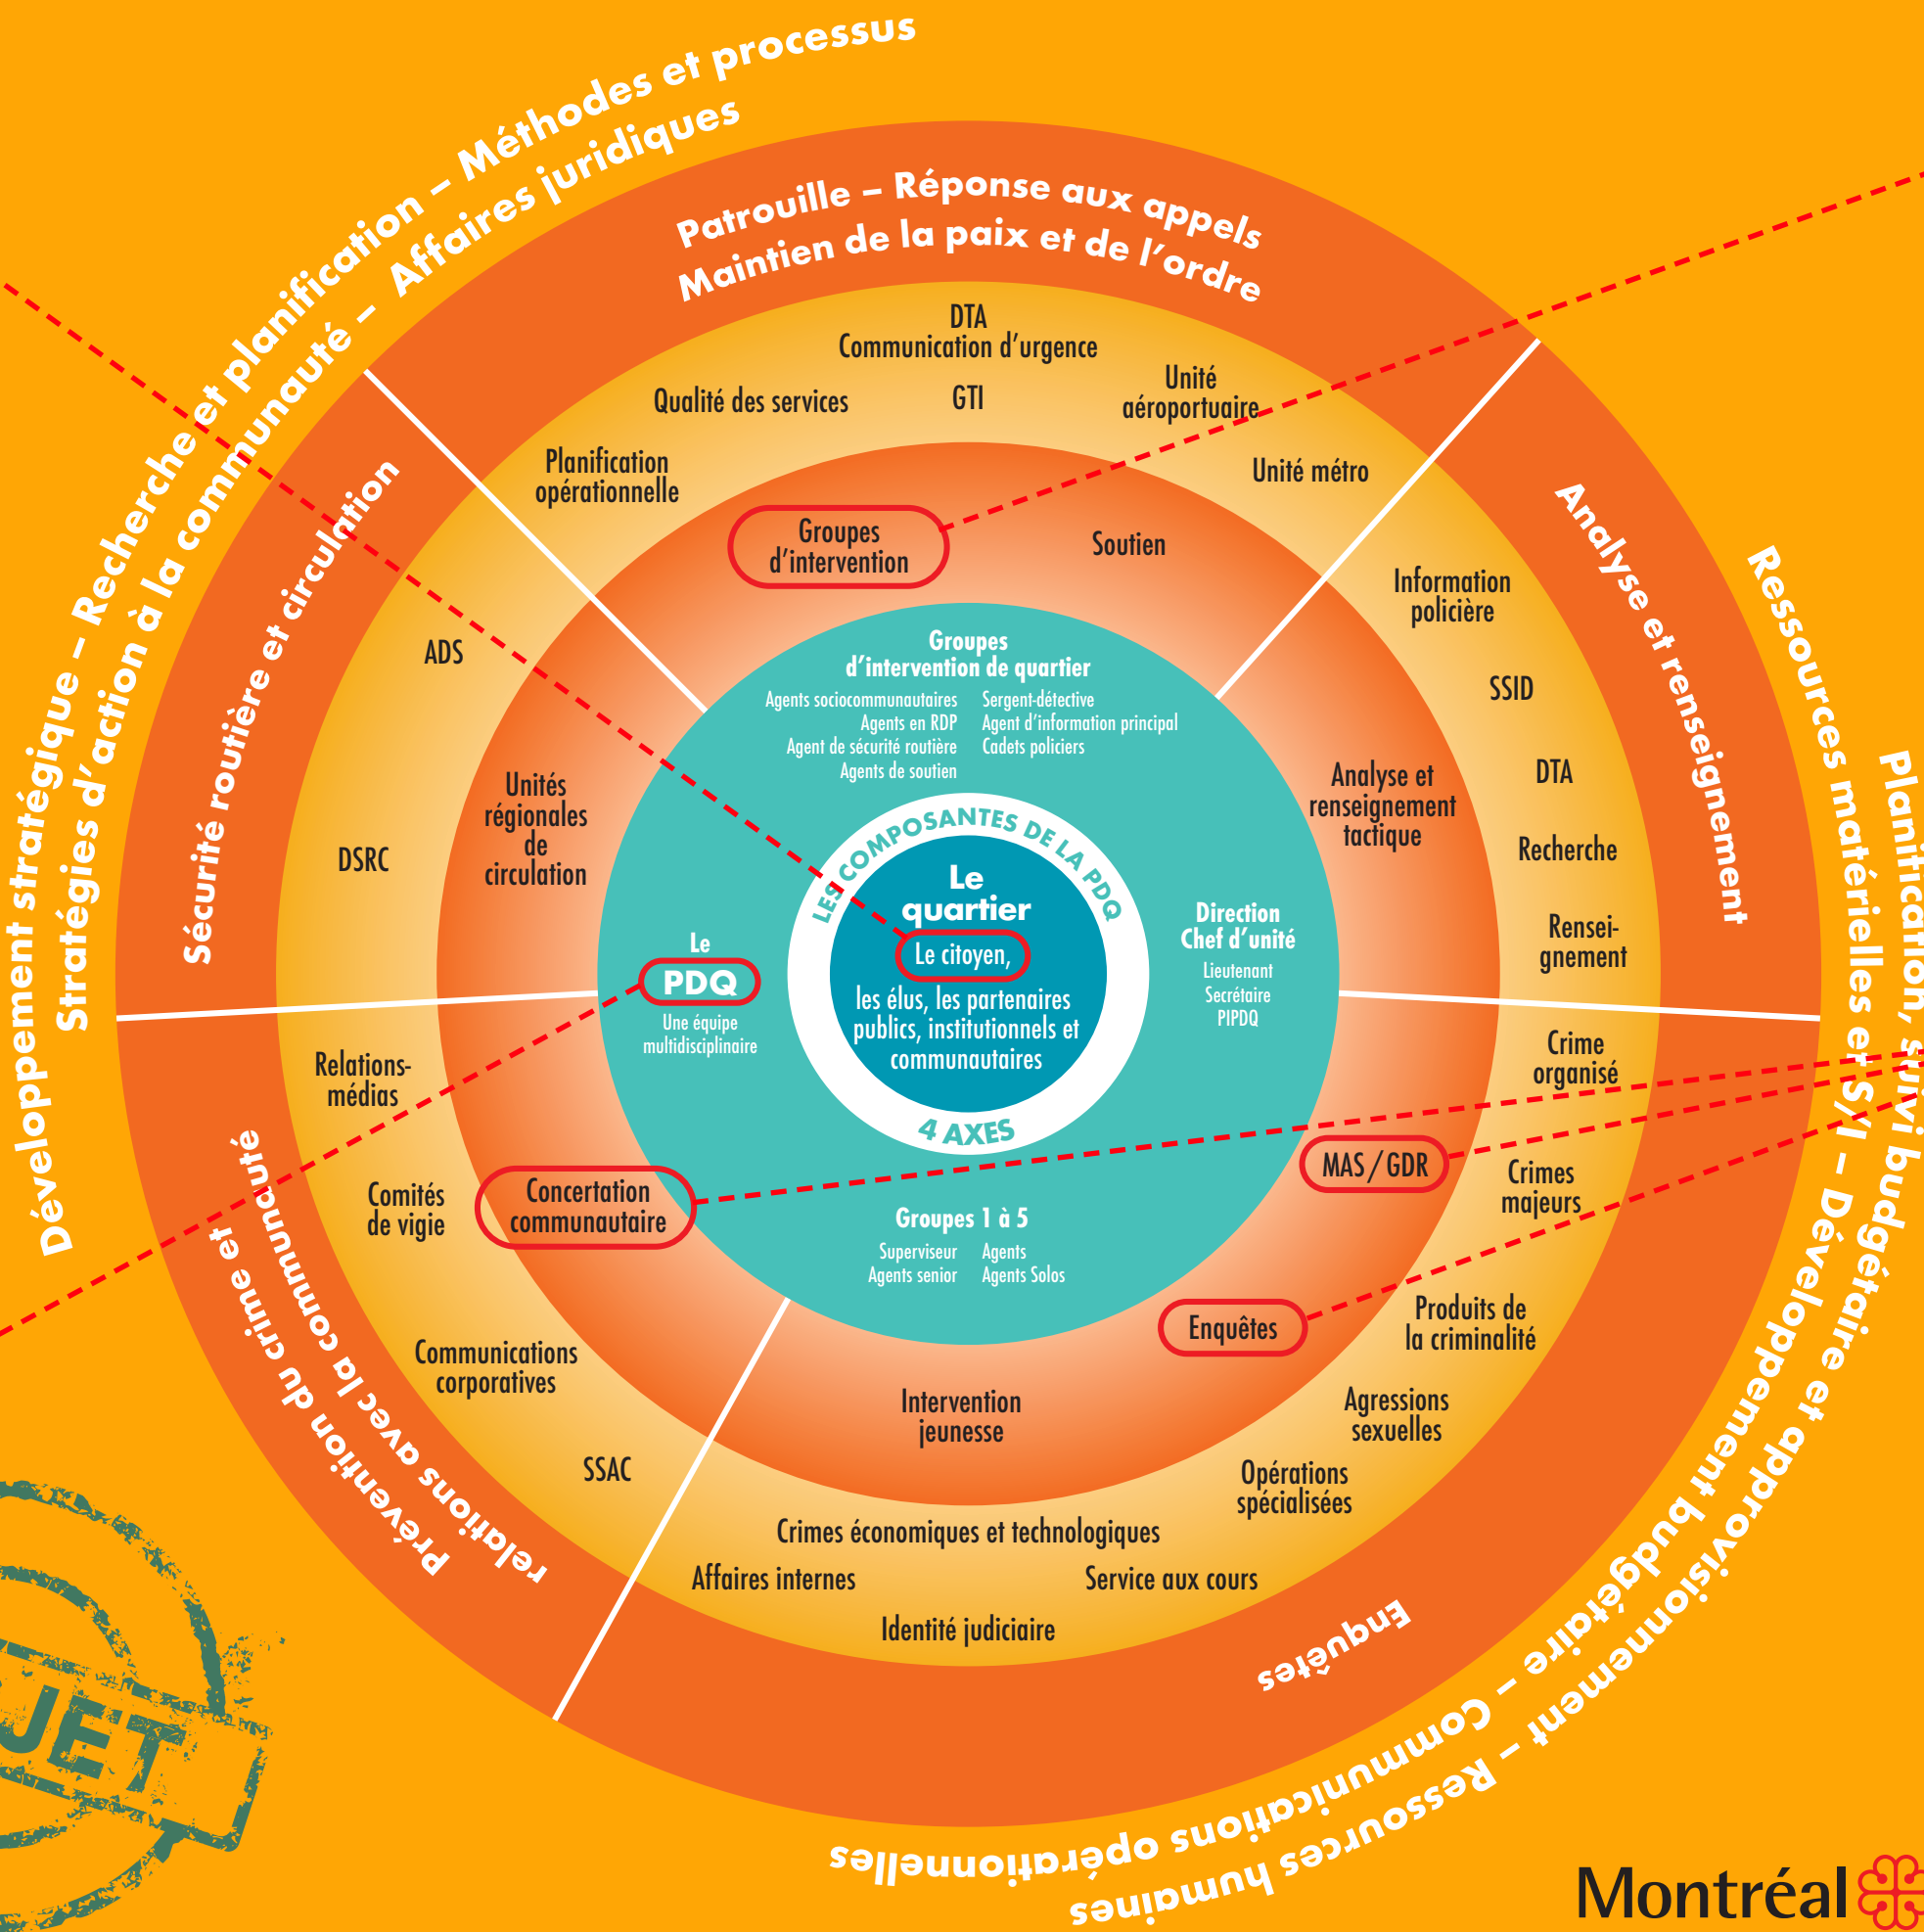 Développement stratégique – Recherche et planification – Méthodes et processus
Stratégies d'action à la communauté – Affaires juridiques
Patrouille – Réponse aux appels
Maintien de la paix et de l'ordre
DTA
Communication d'urgence
Qualité des services
GTI
Unité
aéroportuaire
Planification
opérationnelle
Unité métro
Groupes
d'intervention
Soutien
Analyse et renseignement
Information
policière
SSID
DTA
Recherche
Rensei-
gnement
Analyse et
renseignement
tactique
Sécurité routière et circulation
ADS
DSRC
Unités
régionales
de
circulation
Groupes
d'intervention de quartier
Agents sociocommunautaires
Agents en RDP
Agent de sécurité routière
Agents de soutien
Sergent-détective
Agent d'information principal
Cadets policiers
LES COMPOSANTES DE LA PDQ
Le
quartier
Le citoyen,
les élus, les partenaires
publics, institutionnels et
communautaires
4 AXES
Le
PDQ
Une équipe
multidisciplinaire
Direction
Chef d'unité
Lieutenant
Secrétaire
PIPDQ
Groupes 1 à 5
Superviseur
Agents senior
Agents
Agents Solos
Prévention du crime et
relations avec la communauté
Relations-
médias
Comités
de vigie
Concertation
communautaire
Communications
corporatives
SSAC
Crime
organisé
MAS / GDR
Crimes
majeurs
Enquêtes
Produits de
la criminalité
Intervention
jeunesse
Agressions
sexuelles
Opérations
spécialisées
Crimes économiques et technologiques
Affaires internes
Service aux cours
Identité judiciaire
Enquêtes
Ressources matérielles et S/I – Développement budgétaire – Communications opérationnelles
Planification, suivi budgétaire et approvisionnement – Ressources humaines
JET
Montréal